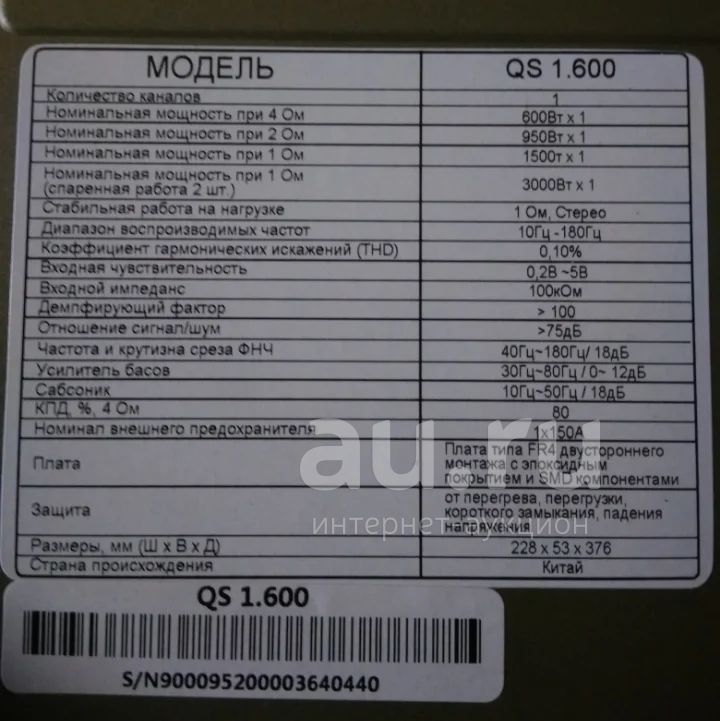 МОДЕЛЬ QS 1.600
Количество каналов 1
Номинальная мощность при 4 Ом 600Вт х 1
Номинальная мощность при 2 Ом 950Вт х 1
Номинальная мощность при 1 Ом 1500т х 1
Номинальная мощность при 1 Ом
(спаренная работа 2 шт.) 3000Вт х 1
Стабильная работа на нагрузке 1 Ом, Стерео
Диапазон воспроизводимых частот 10Гц -180Гц
Коэффициент гармонических искажений (THD) 0,10%
Входная чувствительность 0,2В ~5В
Входной импеданс 100кОм
Демпфирующий фактор > 100
Отношение сигнал/шум >75дБ
Частота и крутизна среза ФНЧ 40Гц~180Гц/ 18дБ
Усилитель басов 30Гц~80Гц / 0~ 12дБ
Сабсоник 10Гц~50Гц / 18дБ
КПД, %, 4 Ом 80
Номинал внешнего предохранителя 1х150А
Плата
Плата типа FR4 двустороннего
монтажа с эпоксидным
покрытием и SMD компонентами
Защита
от перегрева, перегрузки,
короткого замыкания, падения
напряжения
Размеры, мм (Ш х В х Д) 228 х 53 х 376
Страна происхождения Китай
au.ru
интернет-аукцион
QS 1.600
S/N900095200003640440